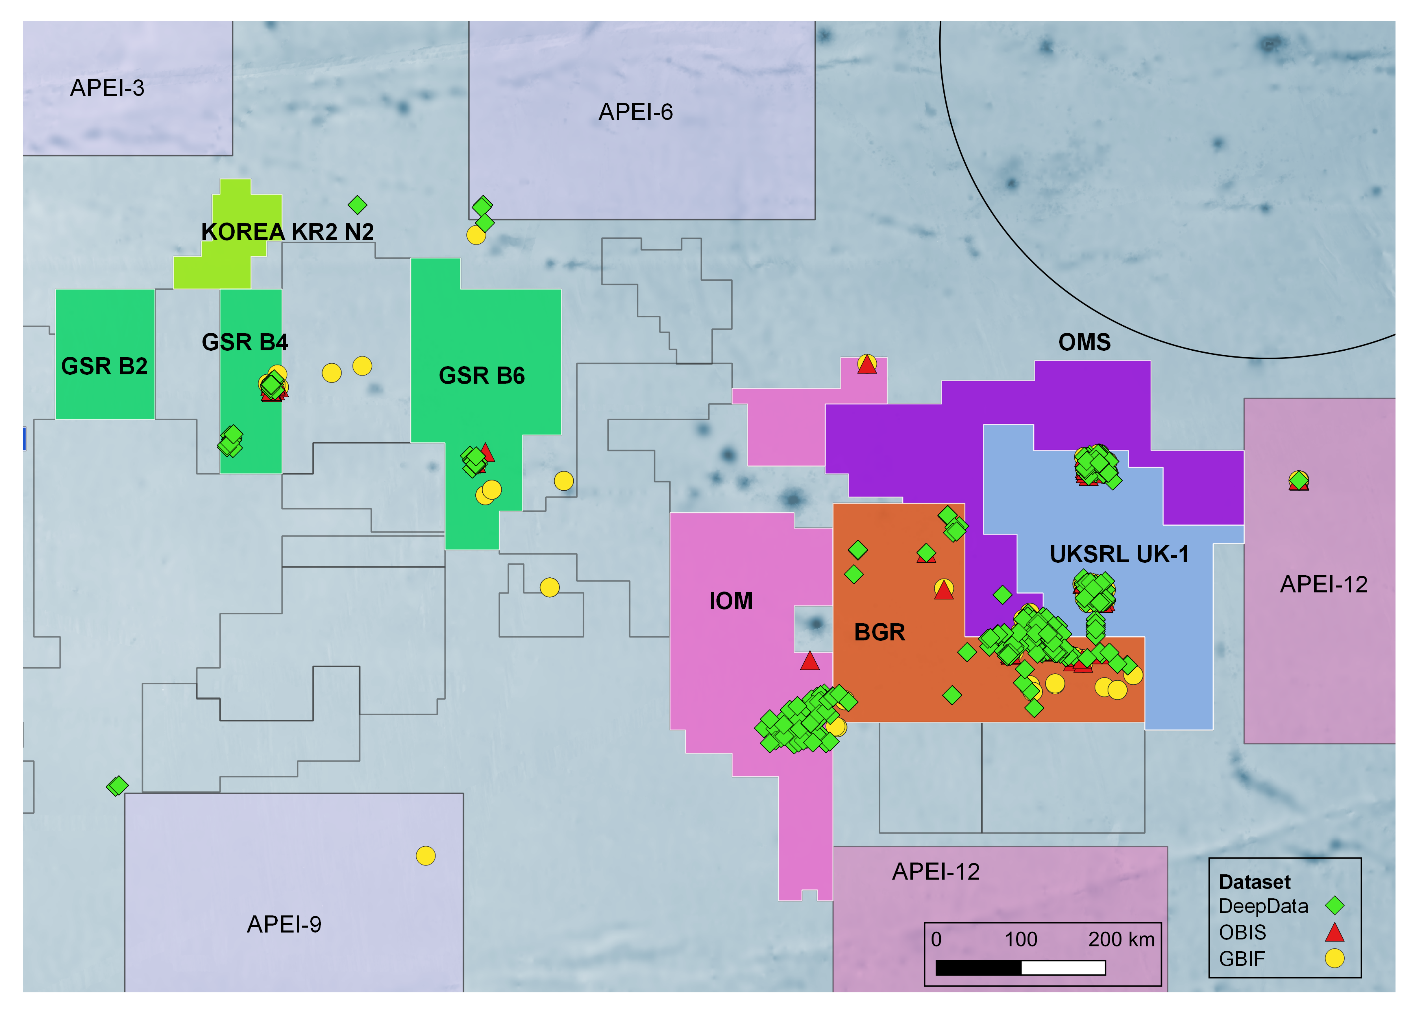 APEI-3
APEI-6
KOREA KR2 N2
GSR B4
OMS
GSR B2
GSR B6
UKSRL UK-1
APEI-12
IOM
BGR
APEI-12
Dataset
DeepData
APEI-9
OBIS
0 100 200 km
GBIF